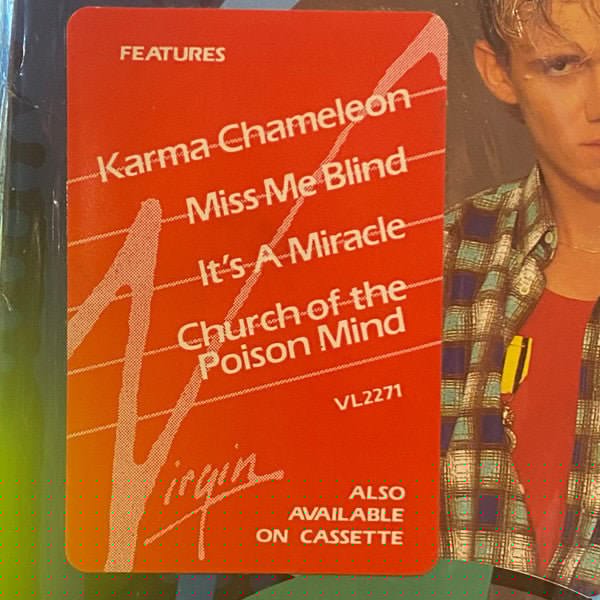 FEATURES
Karma Chameleon
Miss Me Blind
It's A Miracle
Church of the
Poison Mind
VL2271
Virgin
ALSO
AVAILABLE
ON CASSETTE